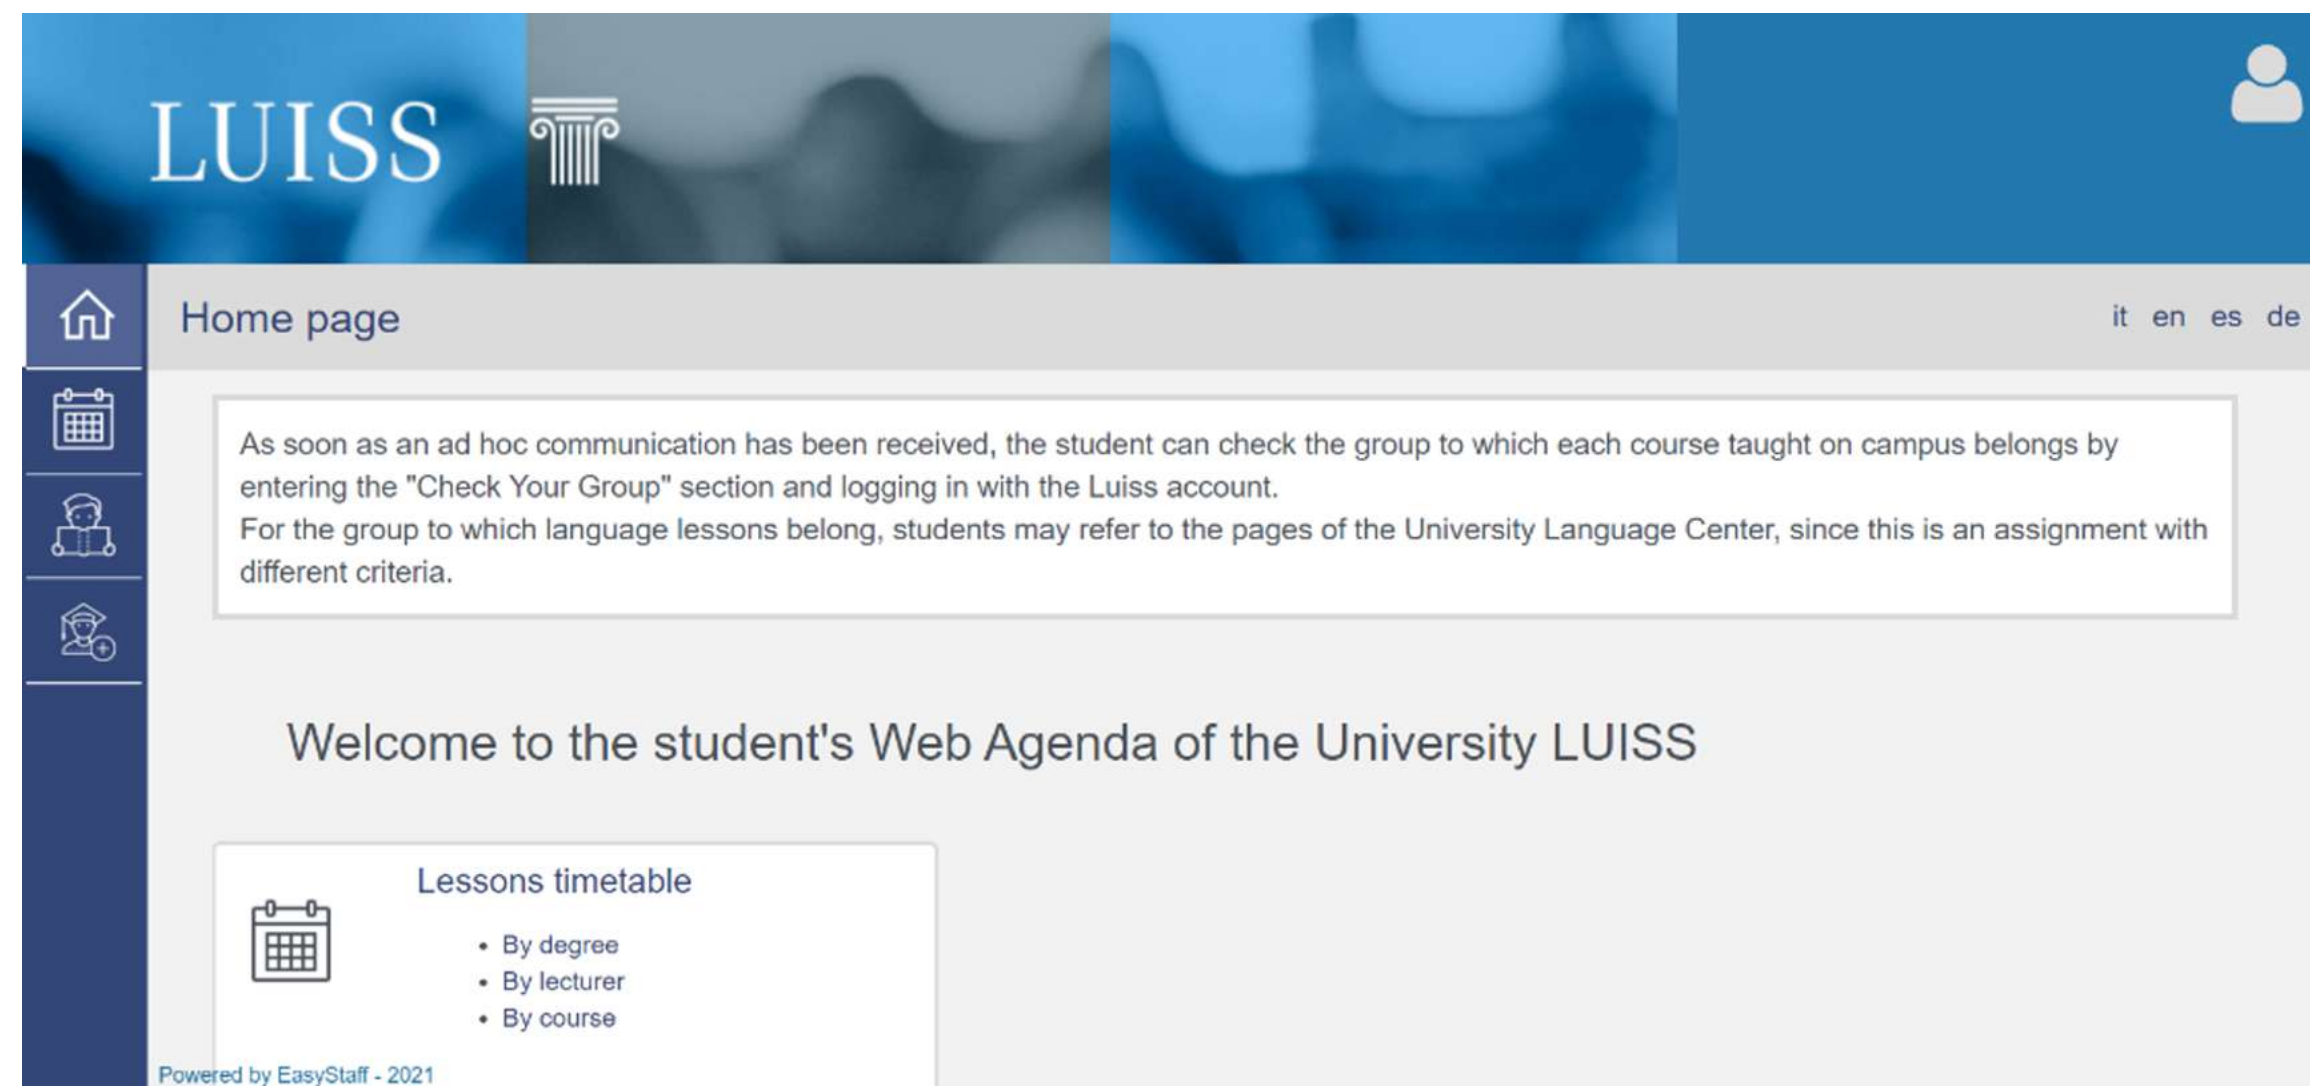 LUISS
Home page
it en es de
As soon as an ad hoc communication has been received, the student can check the group to which each course taught on campus belongs by
entering the "Check Your Group" section and logging in with the Luiss account.
For the group to which language lessons belong, students may refer to the pages of the University Language Center, since this is an assignment with
different criteria.
Welcome to the student's Web Agenda of the University LUISS
Lessons timetable
• By degree
• By lecturer
• By course
Powered by EasyStaff - 2021